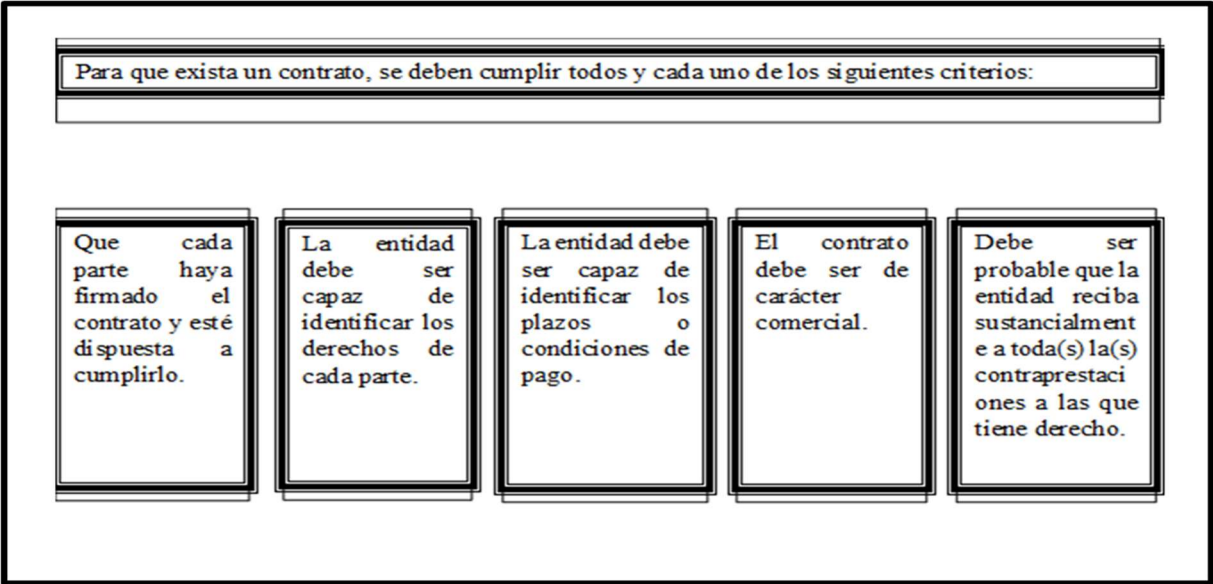 Para que exista un contrato, se deben cumplir todos y cada uno de los siguientes criterios:
Que cada
parte haya
firmado el
contrato y esté
dispuesta a
cumplirlo.
La entidad
debe ser
capaz de
identificar los
derechos de
cada parte.
La entidad debe
ser capaz de
identificar los
plazos o
condiciones de
pago.
El contrato
debe ser de
carácter
comercial.
Debe ser
probable que la
entidad reciba
sustancialment
e a toda(s) la(s)
contraprestaci
ones a las que
tiene derecho.